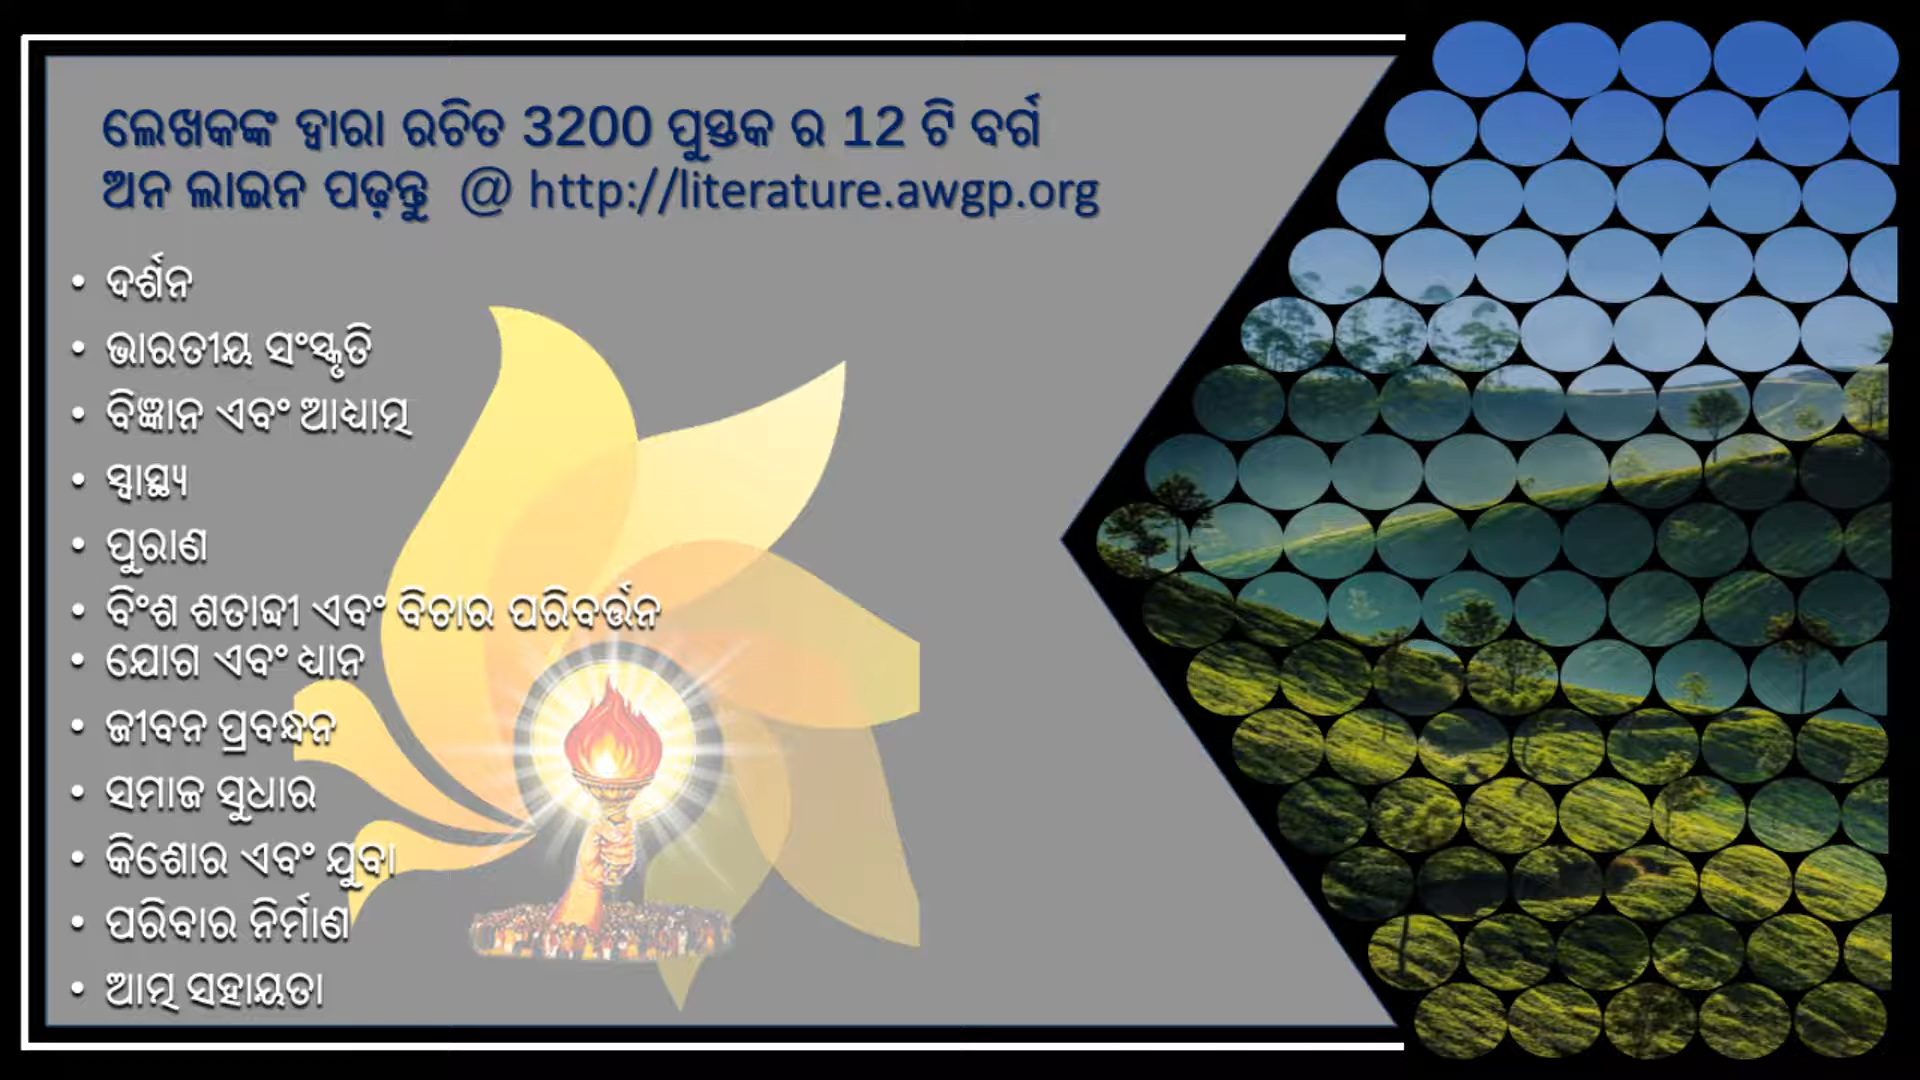 ଲେଖକଙ୍କ ଦ୍ଵାରା ରଚିତ 3200 ପୁସ୍ତକ ର 12 ଟି ବର୍ଗ
ଅନ ଲାଇନ ପଢ଼ନ୍ତୁ @ http://literature.awgp.org
• ଦର୍ଶନ
• ଭାରତୀୟ ସଂସ୍କୃତି
• ବିଜ୍ଞାନ ଏବଂ ଆଧ୍ୟାତ୍ମ
• ସ୍ଵାସ୍ଥ୍ୟ
• ପୁରାଣ
• ବିଂଶ ଶତାବ୍ଦୀ ଏବଂ ବିଚାର ପରିବର୍ତ୍ତନ
• ଯୋଗ ଏବଂ ଧ୍ୟାନ
• ଜୀବନ ପ୍ରବନ୍ଧନ
• ସମାଜ ସୁଧାର
• କିଶୋର ଏବଂ ଯୁବା
• ପରିବାର ନିର୍ମାଣ
• ଆତ୍ମ ସହାୟତା